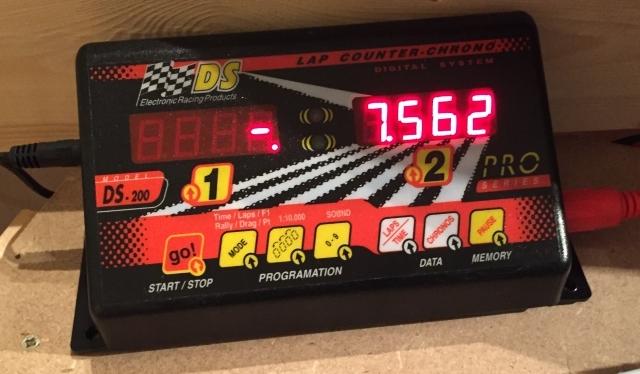 LAP COUNTER-CHRONO
DIGITAL SYSTEM
DS
Electronic Racing Products
-.
7.562
MODEL
DS-200
1
2
PRO
SERIES
Time / Laps / F1
Rally / Drag / Pt
1:10.000
SOUND
go!
MODE
0000
0-9
LAPS
TIME
CHRONOS
PAUSE
START / STOP
PROGRAMATION
DATA
MEMORY